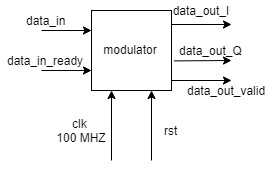 data_in
data_out_I
modulator
data_out_Q
data_in_ready
data_out_valid
clk
100 MHZ
rst